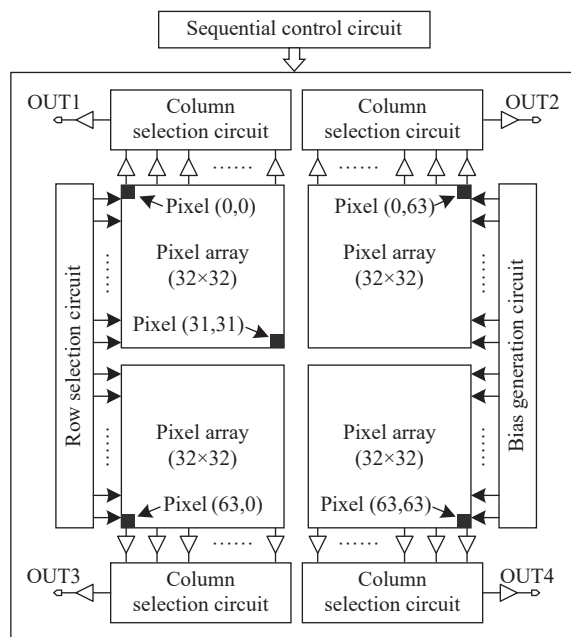 Sequential control circuit
OUT1
Column
selection circuit
Column
selection circuit
OUT2
......
......
Pixel (0,0)
Pixel (0,63)
Pixel array
(32×32)
Pixel array
(32×32)
Pixel (31,31)
Row selection circuit
Bias generation circuit
Pixel array
(32×32)
Pixel array
(32×32)
Pixel (63,0)
Pixel (63,63)
......
......
OUT3
Column
selection circuit
Column
selection circuit
OUT4